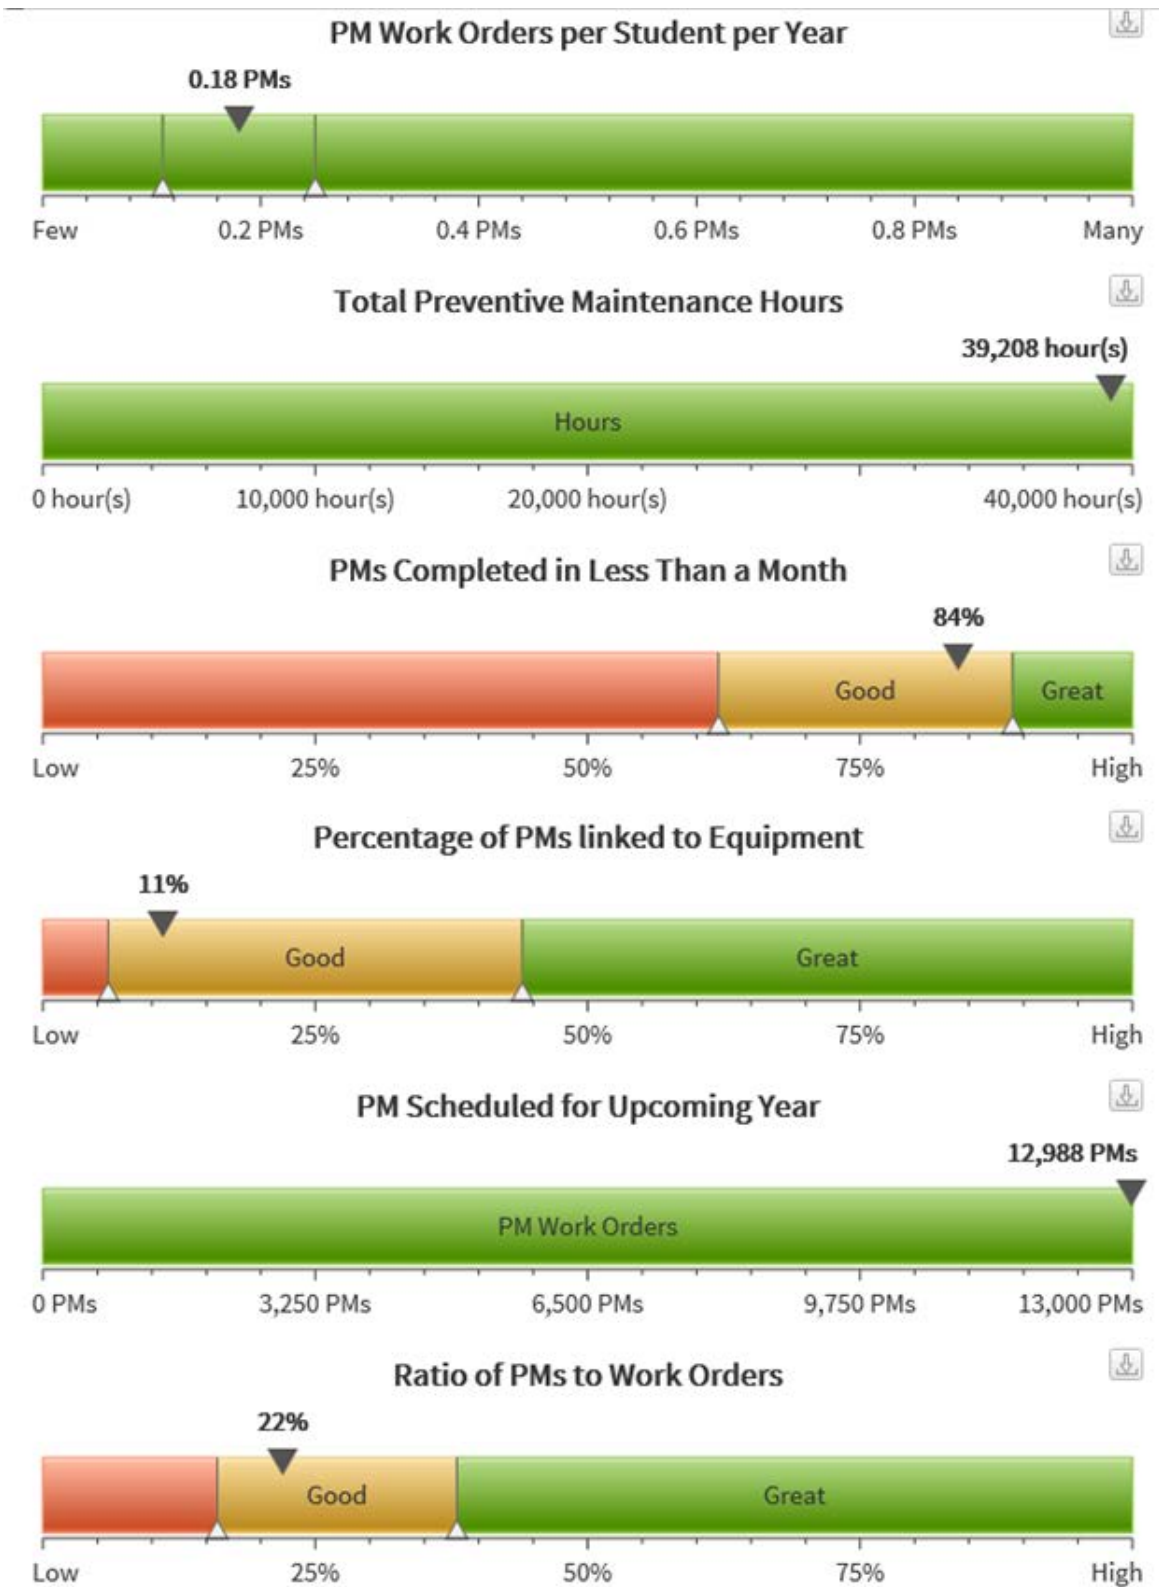 PM Work Orders per Student per Year
0.18 PMs
Few 0.2 PMs 0.4 PMs 0.6 PMs 0.8 PMs Many
Total Preventive Maintenance Hours
39,208 hour(s)
Hours
0 hour(s) 10,000 hour(s) 20,000 hour(s) 40,000 hour(s)
PMs Completed in Less Than a Month
84%
Good Great
Low 25% 50% 75% High
Percentage of PMs linked to Equipment
11%
Good Great
Low 25% 50% 75% High
PM Scheduled for Upcoming Year
12,988 PMs
PM Work Orders
0 PMs 3,250 PMs 6,500 PMs 9,750 PMs 13,000 PMs
Ratio of PMs to Work Orders
22%
Good Great
Low 25% 50% 75% High